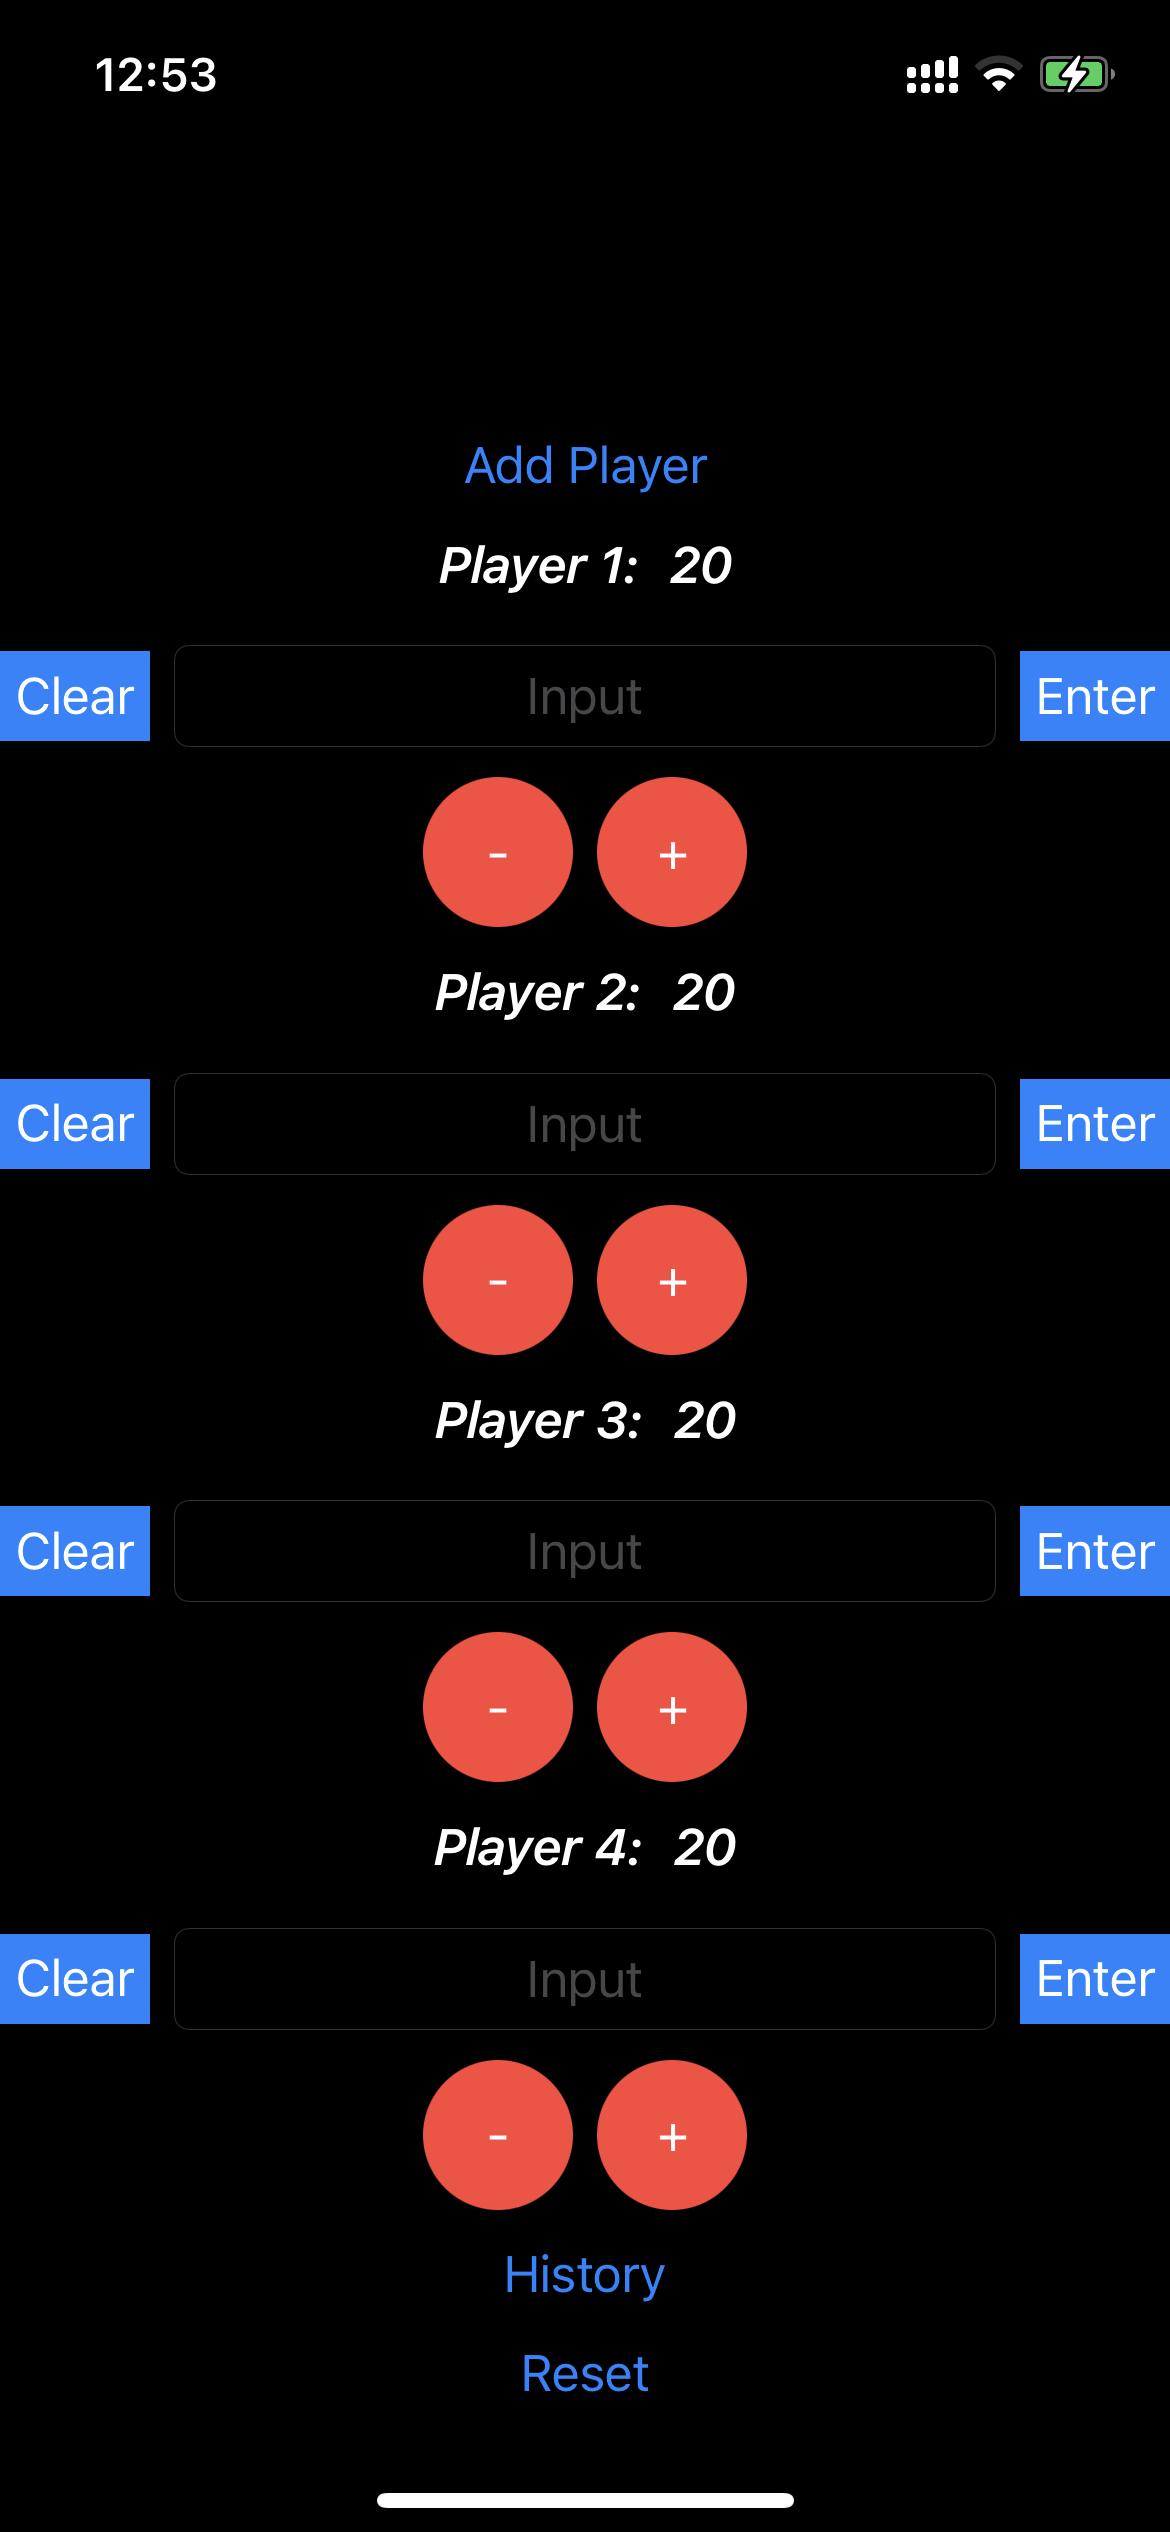 12:53
Add Player
Player 1: 20
Clear Input Enter
- +
Player 2: 20
Clear Input Enter
- +
Player 3: 20
Clear Input Enter
- +
Player 4: 20
Clear Input Enter
- +
History
Reset